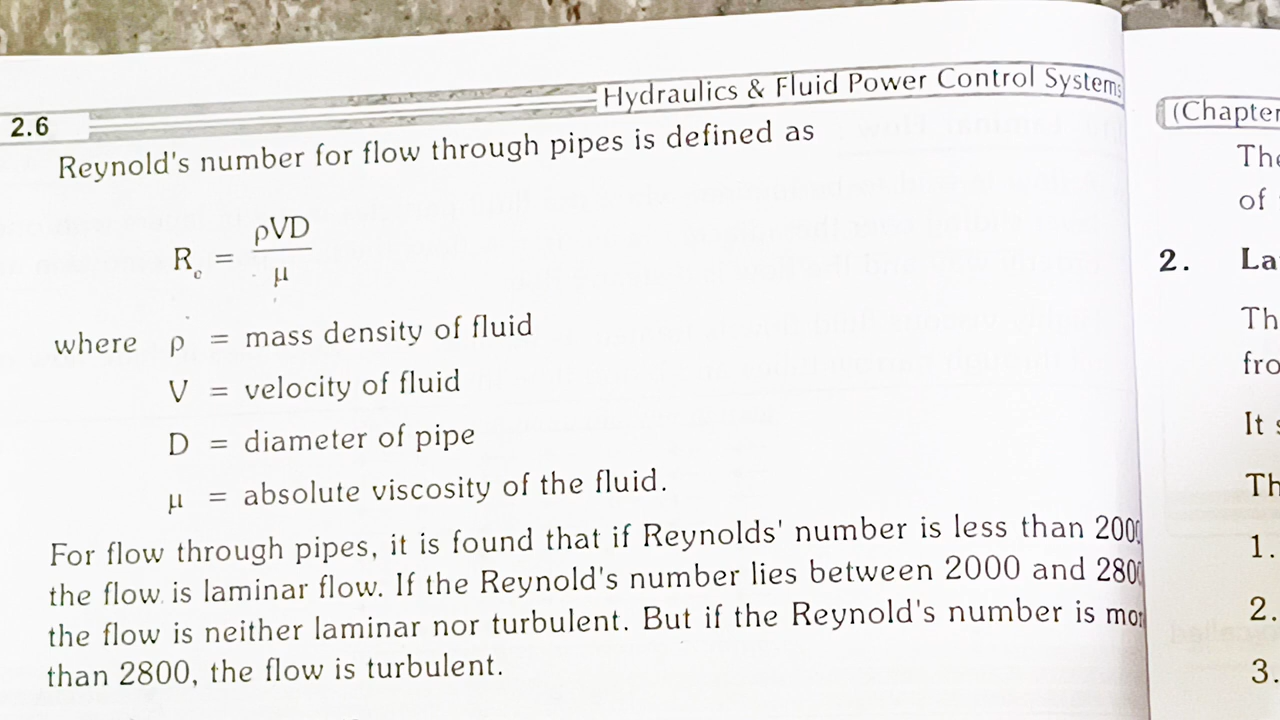 Hydraulics & Fluid Power Control Systems
2.6
Reynold's number for flow through pipes is defined as
Re = ρVD / μ
where ρ = mass density of fluid
V = velocity of fluid
D = diameter of pipe
μ = absolute viscosity of the fluid.
For flow through pipes, it is found that if Reynolds' number is less than 2000
the flow is laminar flow. If the Reynold's number lies between 2000 and 2800
the flow is neither laminar nor turbulent. But if the Reynold's number is mor
than 2800, the flow is turbulent.
(Chapter
The
of
2. La
Th
fro
It s
Th
1.
2.
3.